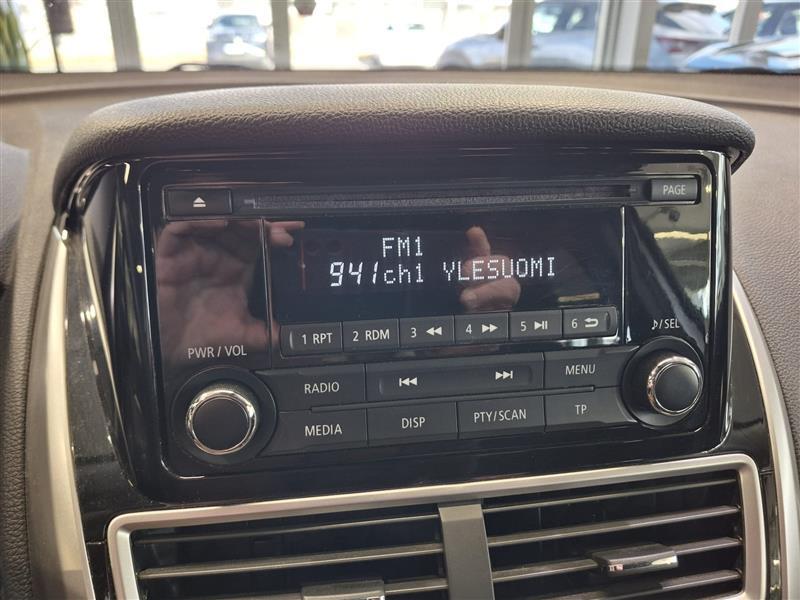 PAGE
FM1
941ch1 YLESUOMI
1 RPT 2 RDM 3 4 5 6
PWR / VOL
/SEL
RADIO MENU
MEDIA DISP PTY/SCAN TP